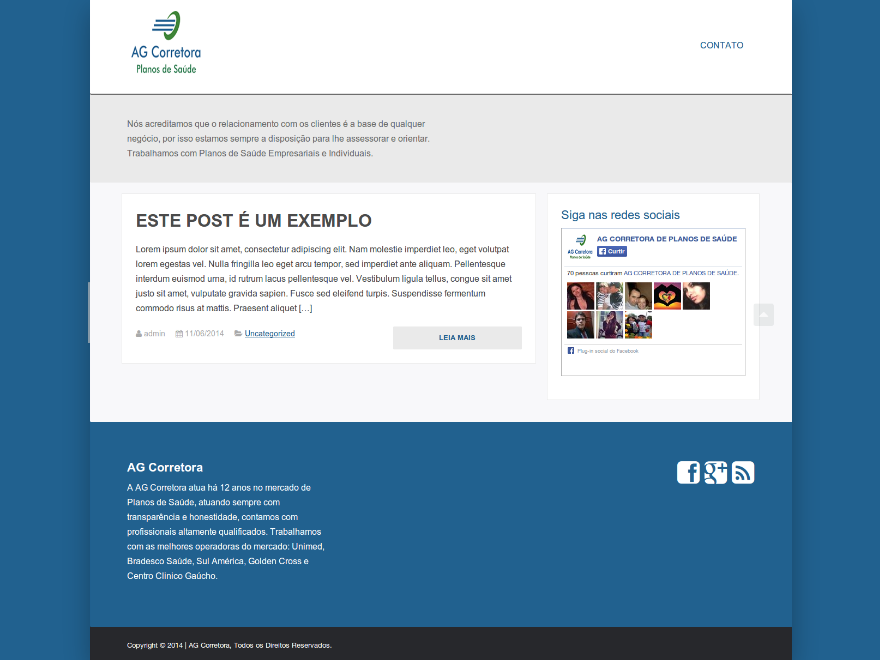 AG Corretora
Planos de Saúde
CONTATO
Nós acreditamos que o relacionamento com os clientes é a base de qualquer
negócio, por isso estamos sempre a disposição para lhe assessorar e orientar.
Trabalhamos com Planos de Saúde Empresariais e Individuais.
ESTE POST É UM EXEMPLO
Lorem ipsum dolor sit amet, consectetur adipiscing elit. Nam molestie imperdiet leo, eget volutpat
lorem egestas vel. Nulla fringilla leo eget arcu tempor, sed imperdiet ante aliquam. Pellentesque
interdum euismod urna, id rutrum lacus pellentesque vel. Vestibulum ligula tellus, congue sit amet
justo sit amet, vulputate gravida sapien. Fusce sed eleifend turpis. Suspendisse fermentum
commodo risus at mattis. Praesent aliquet […]
admin 11/06/2014 Uncategorized
LEIA MAIS
Siga nas redes sociais
AG Corretora
Planos de Saúde
AG CORRETORA DE PLANOS DE SAÚDE
Curtir
70 pessoas curtiram AG CORRETORA DE PLANOS DE SAÚDE.
Plug-in social do Facebook
AG Corretora
A AG Corretora atua há 12 anos no mercado de
Planos de Saúde, atuando sempre com
transparência e honestidade, contamos com
profissionais altamente qualificados. Trabalhamos
com as melhores operadoras do mercado: Unimed,
Bradesco Saúde, Sul América, Golden Cross e
Centro Clínico Gaúcho.
Copyright © 2014 | AG Corretora, Todos os Direitos Reservados.